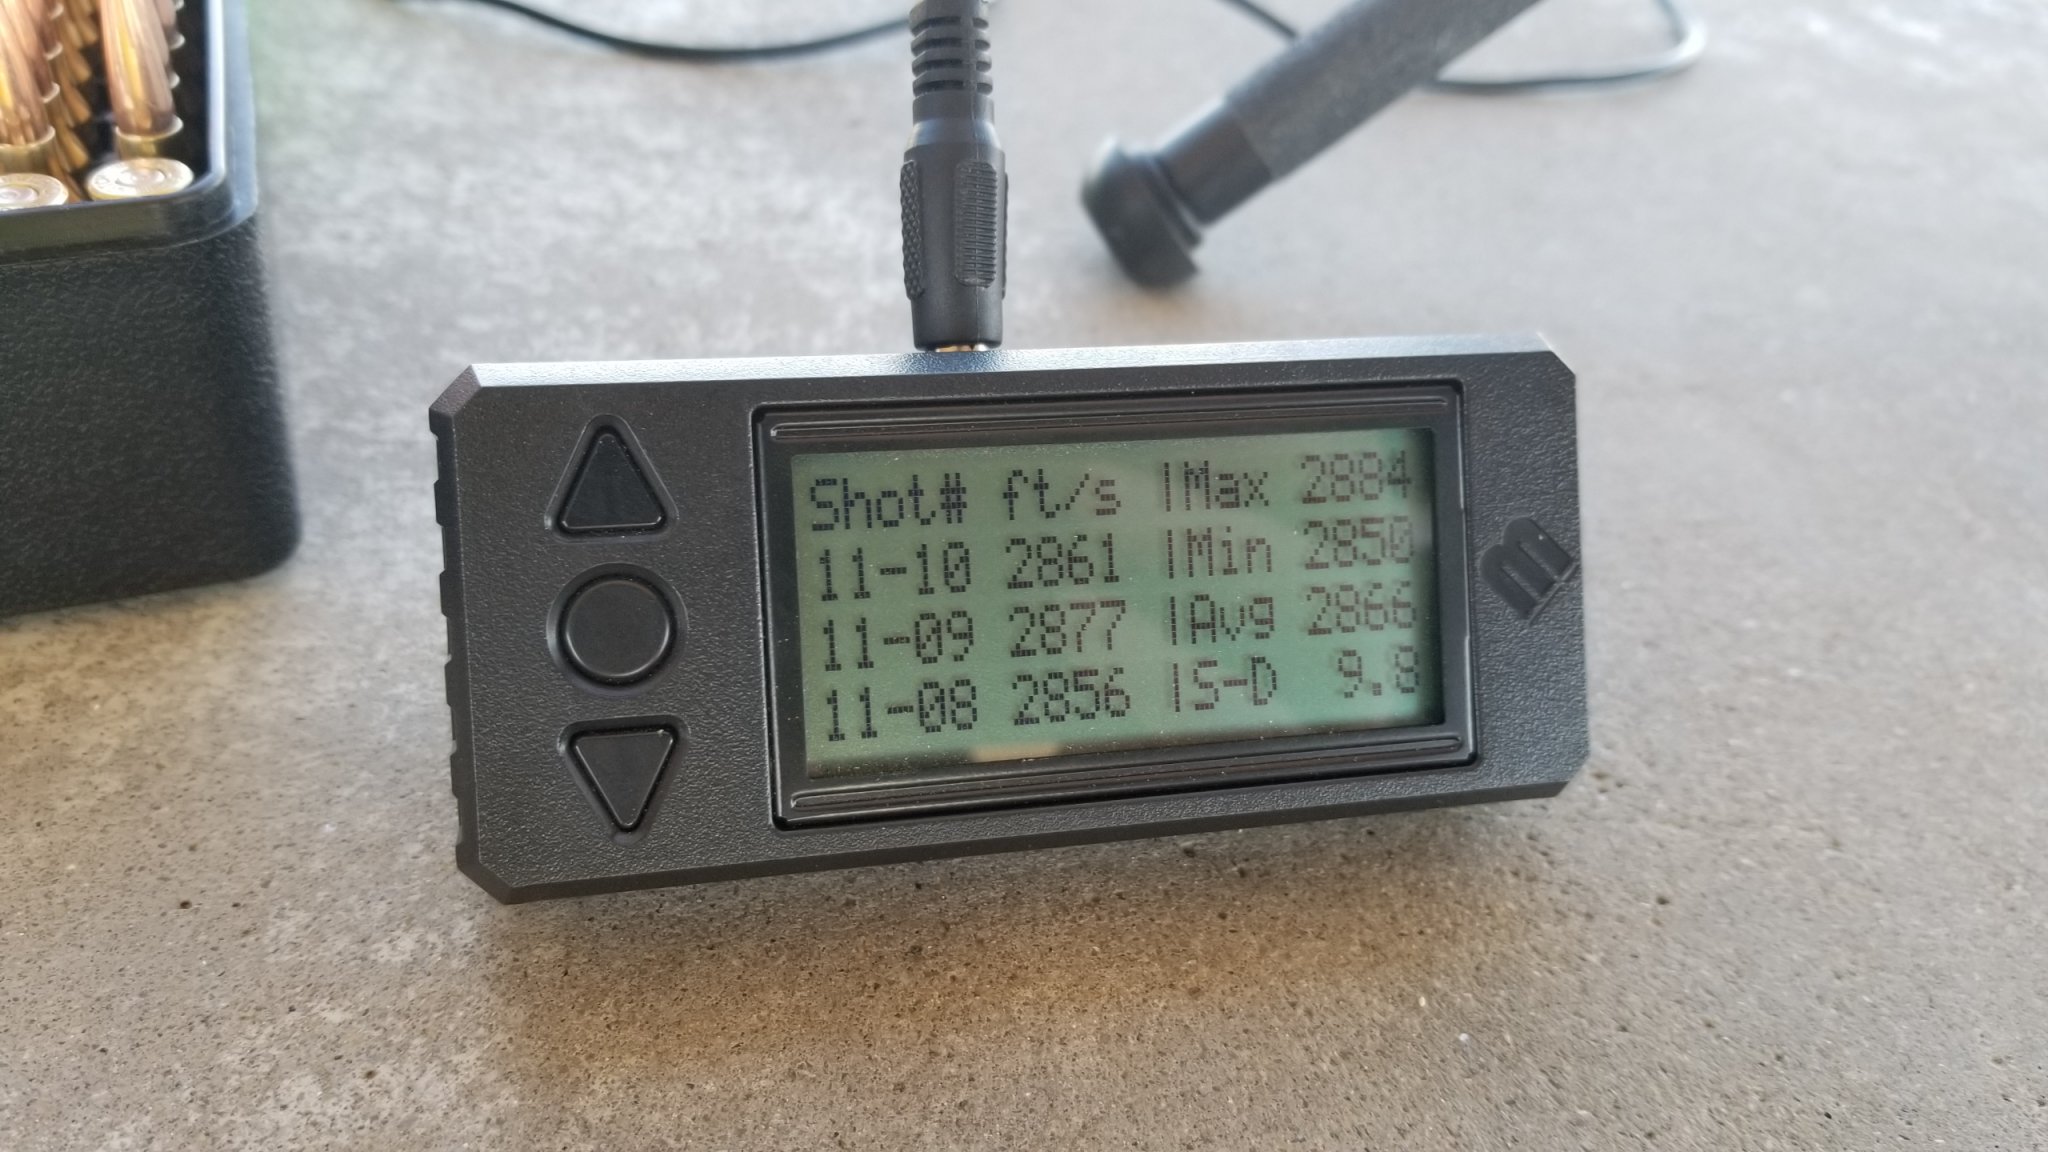 Shot# ft/s |Max 2884
11-10 2861 |Min 2850
11-09 2877 |Avg 2866
11-08 2856 |S-D 9.8
m